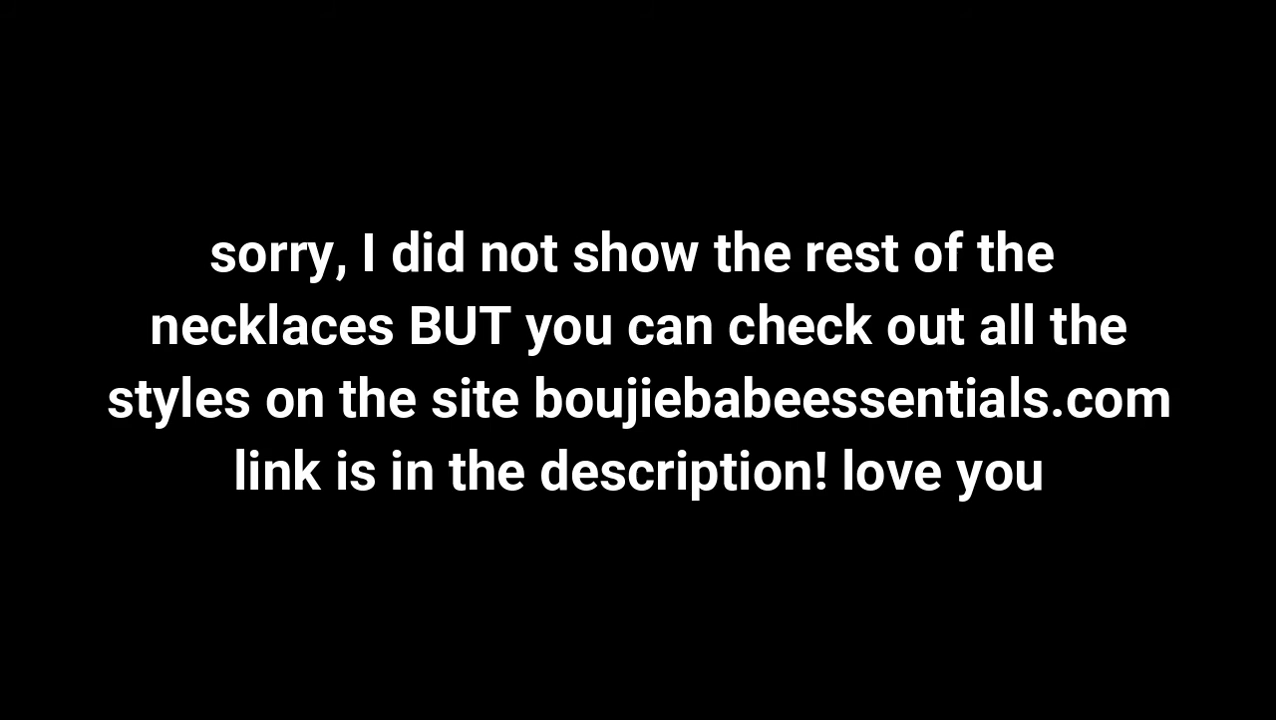 sorry, I did not show the rest of the
necklaces BUT you can check out all the
styles on the site boujiebabeessentials.com
link is in the description! love you